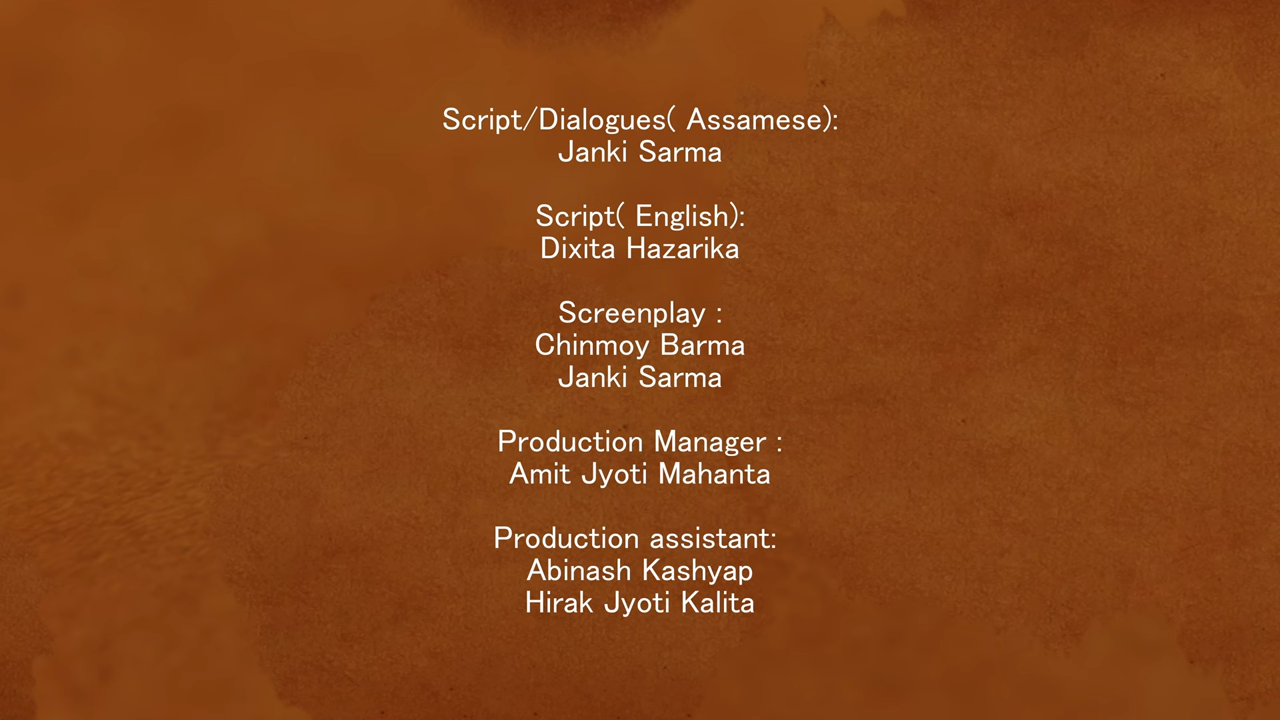 Script/Dialogues( Assamese):
Janki Sarma
Script( English):
Dixita Hazarika
Screenplay :
Chinmoy Barma
Janki Sarma
Production Manager :
Amit Jyoti Mahanta
Production assistant:
Abinash Kashyap
Hirak Jyoti Kalita